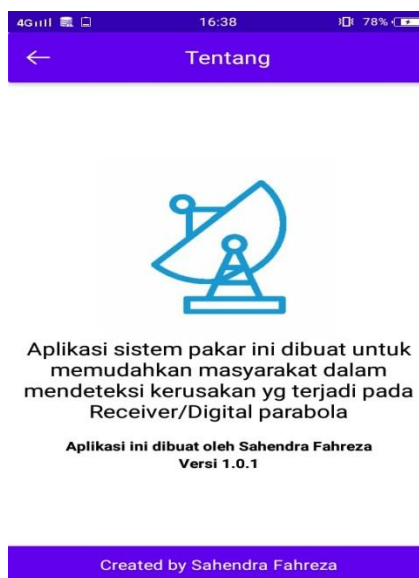 4G 16:38 78%
Tentang
Aplikasi sistem pakar ini dibuat untuk
memudahkan masyarakat dalam
mendeteksi kerusakan yg terjadi pada
Receiver/Digital parabola
Aplikasi ini dibuat oleh Sahendra Fahreza
Versi 1.0.1
Created by Sahendra Fahreza